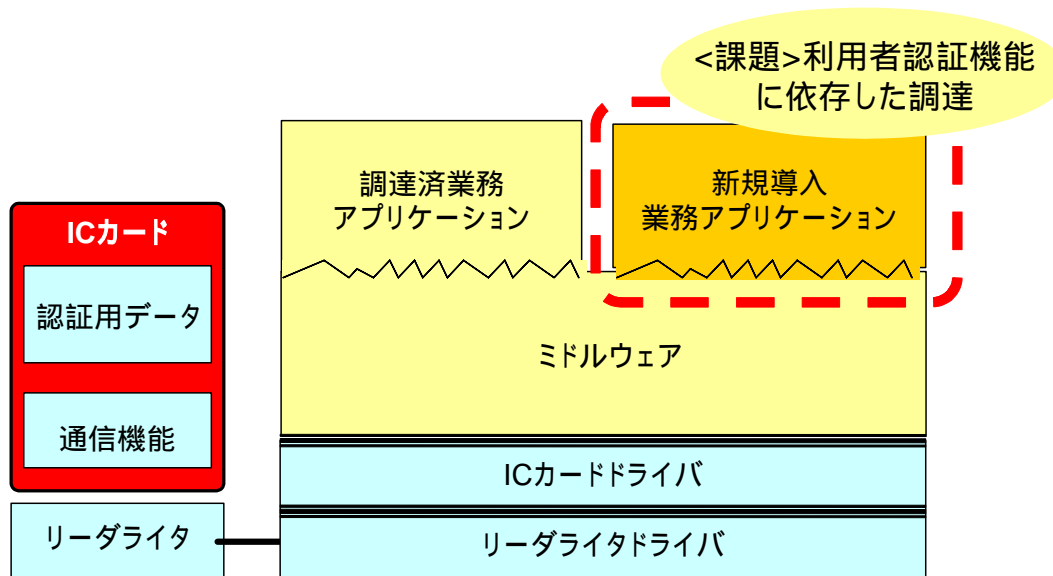 <課題>利用者認証機能
に依存した調達
調達済業務
アプリケーション
新規導入
業務アプリケーション
ICカード
認証用データ
通信機能
リーダライタ
ミドルウェア
ICカードドライバ
リーダライタドライバ